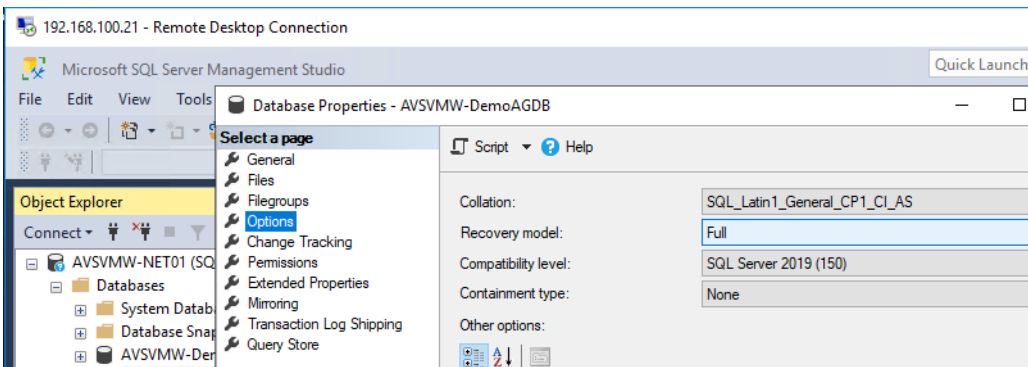 192.168.100.21 - Remote Desktop Connection
Microsoft SQL Server Management Studio
Quick Launch
File Edit View Tools
Database Properties - AVSVMW-DemoAGDB
Select a page
General
Files
Filegroups
Options
Change Tracking
Permissions
Extended Properties
Mirroring
Transaction Log Shipping
Query Store
Script Help
Collation: SQL_Latin1_General_CP1_CI_AS
Recovery model: Full
Compatibility level: SQL Server 2019 (150)
Containment type: None
Other options:
Object Explorer
Connect
AVSVMW-NET01 (SQ
Databases
System Datab
Database Snap
AVSVMW-Der